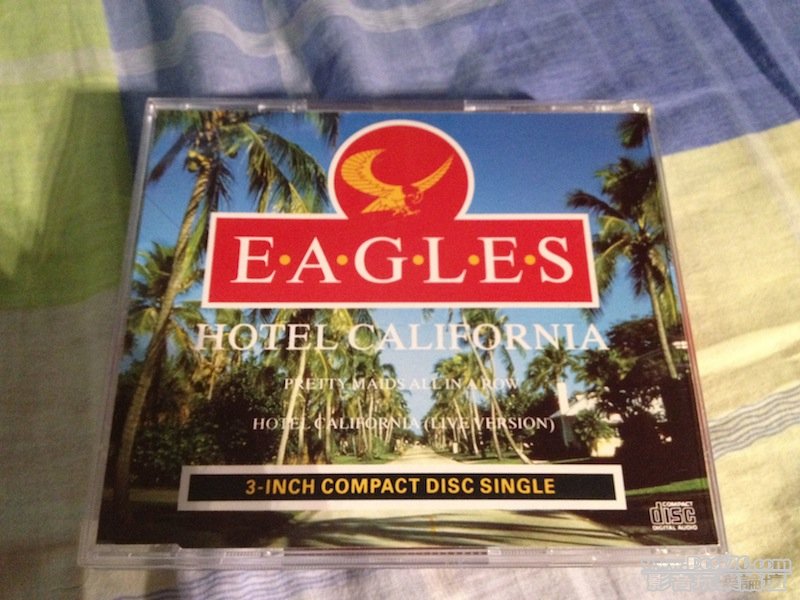 E·A·G·L·E·S
HOTEL CALIFORNIA
PRETTY MAIDS ALL IN A ROW
HOTEL CALIFORNIA (LIVE VERSION)
3-INCH COMPACT DISC SINGLE
COMPACT
disc
DIGITAL AUDIO